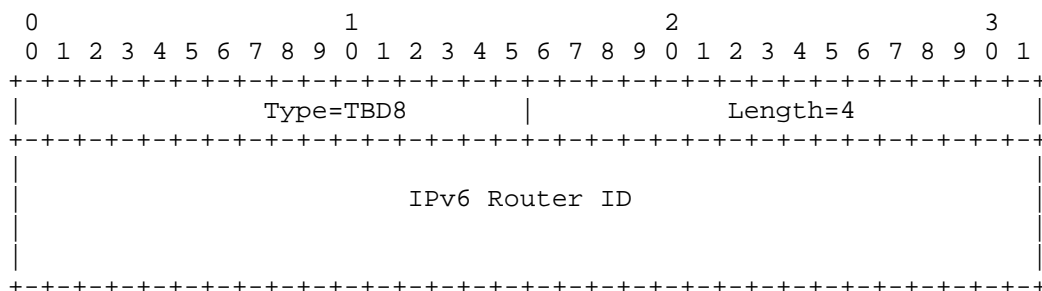 0                   1                   2                   3
 0 1 2 3 4 5 6 7 8 9 0 1 2 3 4 5 6 7 8 9 0 1 2 3 4 5 6 7 8 9 0 1
+-+-+-+-+-+-+-+-+-+-+-+-+-+-+-+-+-+-+-+-+-+-+-+-+-+-+-+-+-+-+-+-+
|               Type=TBD8       |            Length=4           |
+-+-+-+-+-+-+-+-+-+-+-+-+-+-+-+-+-+-+-+-+-+-+-+-+-+-+-+-+-+-+-+-+
|                                                               |
|                        IPv6 Router ID                         |
|                                                               |
|                                                               |
+-+-+-+-+-+-+-+-+-+-+-+-+-+-+-+-+-+-+-+-+-+-+-+-+-+-+-+-+-+-+-+-+